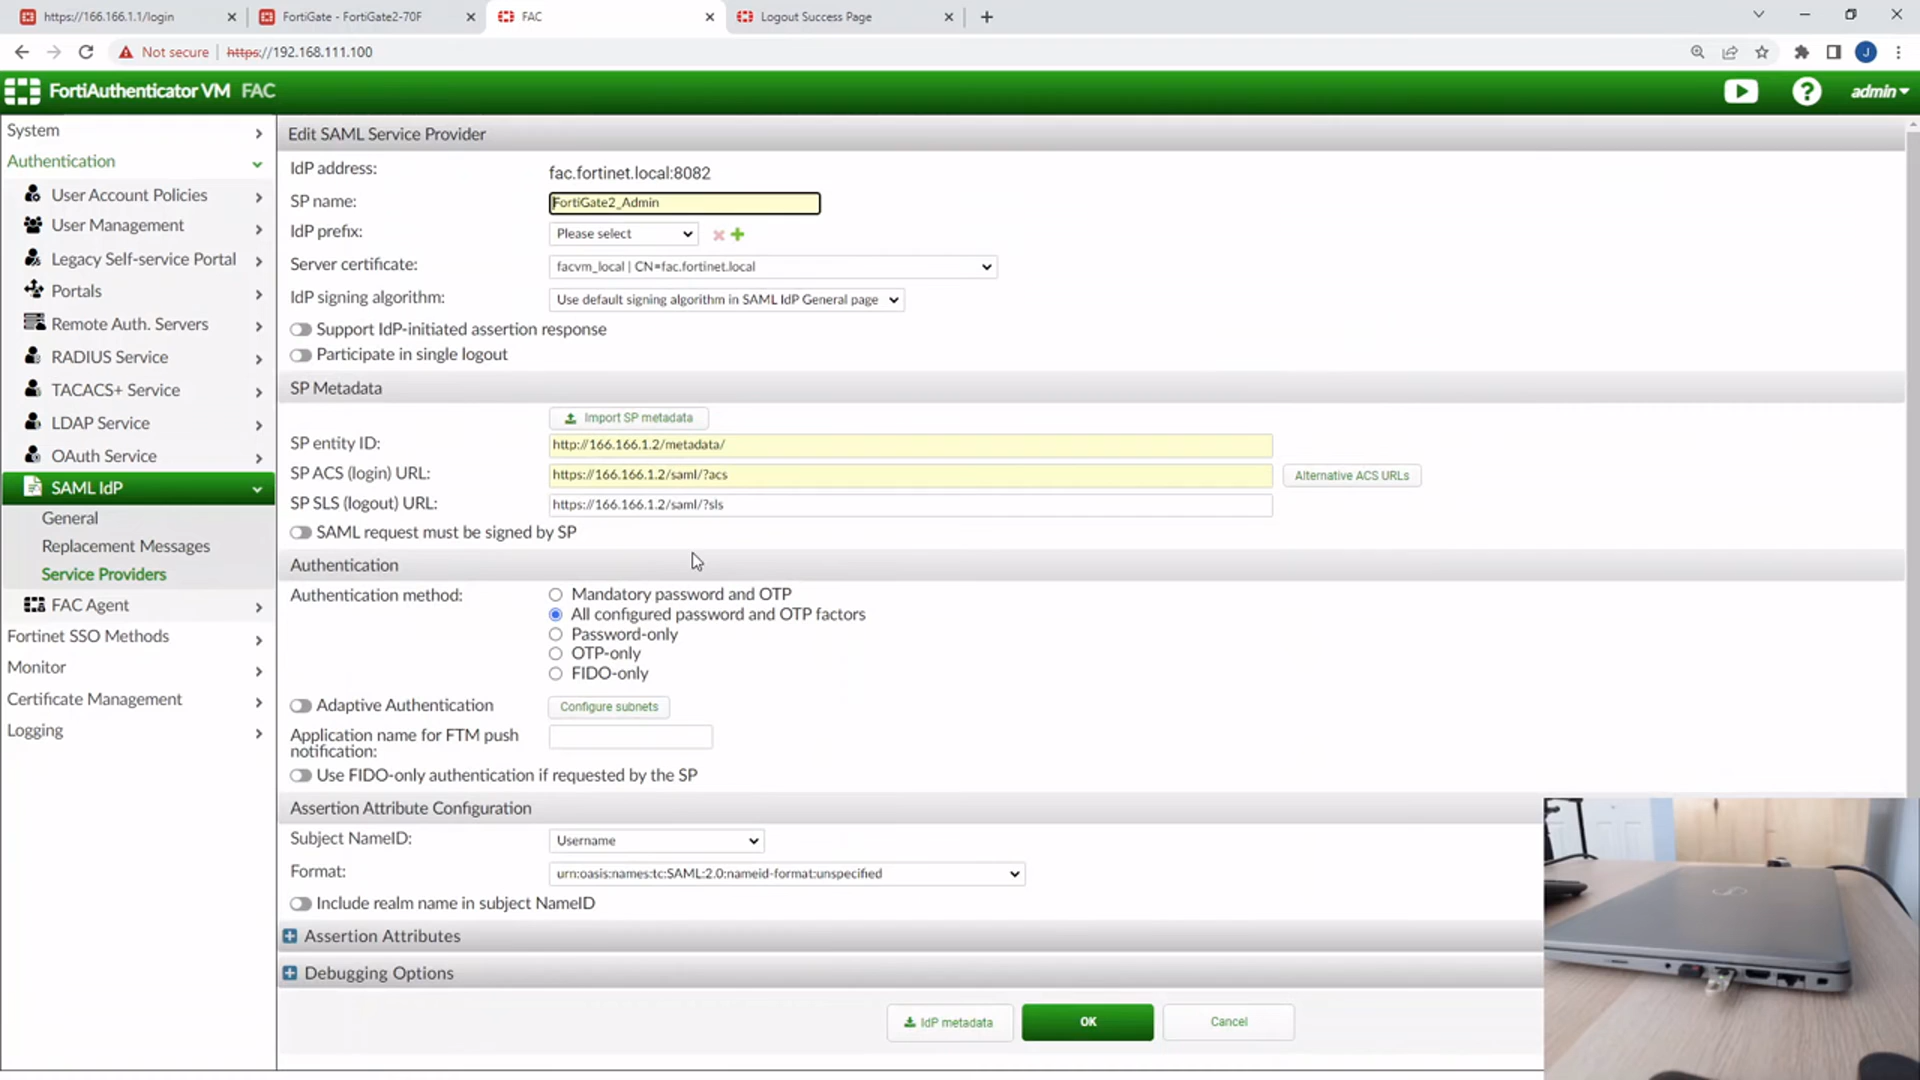 https://166.166.1.1/login
FortiGate - FortiGate2-70F
FAC
Logout Success Page
Not secure
https://192.168.111.100
J
FortiAuthenticator VM FAC
admin
System
Authentication
User Account Policies
User Management
Legacy Self-service Portal
Portals
Remote Auth. Servers
RADIUS Service
TACACS+ Service
LDAP Service
OAuth Service
SAML IdP
General
Replacement Messages
Service Providers
FAC Agent
Fortinet SSO Methods
Monitor
Certificate Management
Logging
Edit SAML Service Provider
IdP address: fac.fortinet.local:8082
SP name: FortiGate2_Admin
IdP prefix: Please select
Server certificate: facvm_local | CN=fac.fortinet.local
IdP signing algorithm: Use default signing algorithm in SAML IdP General page
Support IdP-initiated assertion response
Participate in single logout
SP Metadata
Import SP metadata
SP entity ID: http://166.166.1.2/metadata/
SP ACS (login) URL: https://166.166.1.2/saml/?acs Alternative ACS URLs
SP SLS (logout) URL: https://166.166.1.2/saml/?sls
SAML request must be signed by SP
Authentication
Authentication method: Mandatory password and OTP
All configured password and OTP factors
Password-only
OTP-only
FIDO-only
Adaptive Authentication Configure subnets
Application name for FTM push
notification:
Use FIDO-only authentication if requested by the SP
Assertion Attribute Configuration
Subject NameID: Username
Format: urn:oasis:names:tc:SAML:2.0:nameid-format:unspecified
Include realm name in subject NameID
Assertion Attributes
Debugging Options
IdP metadata OK Cancel